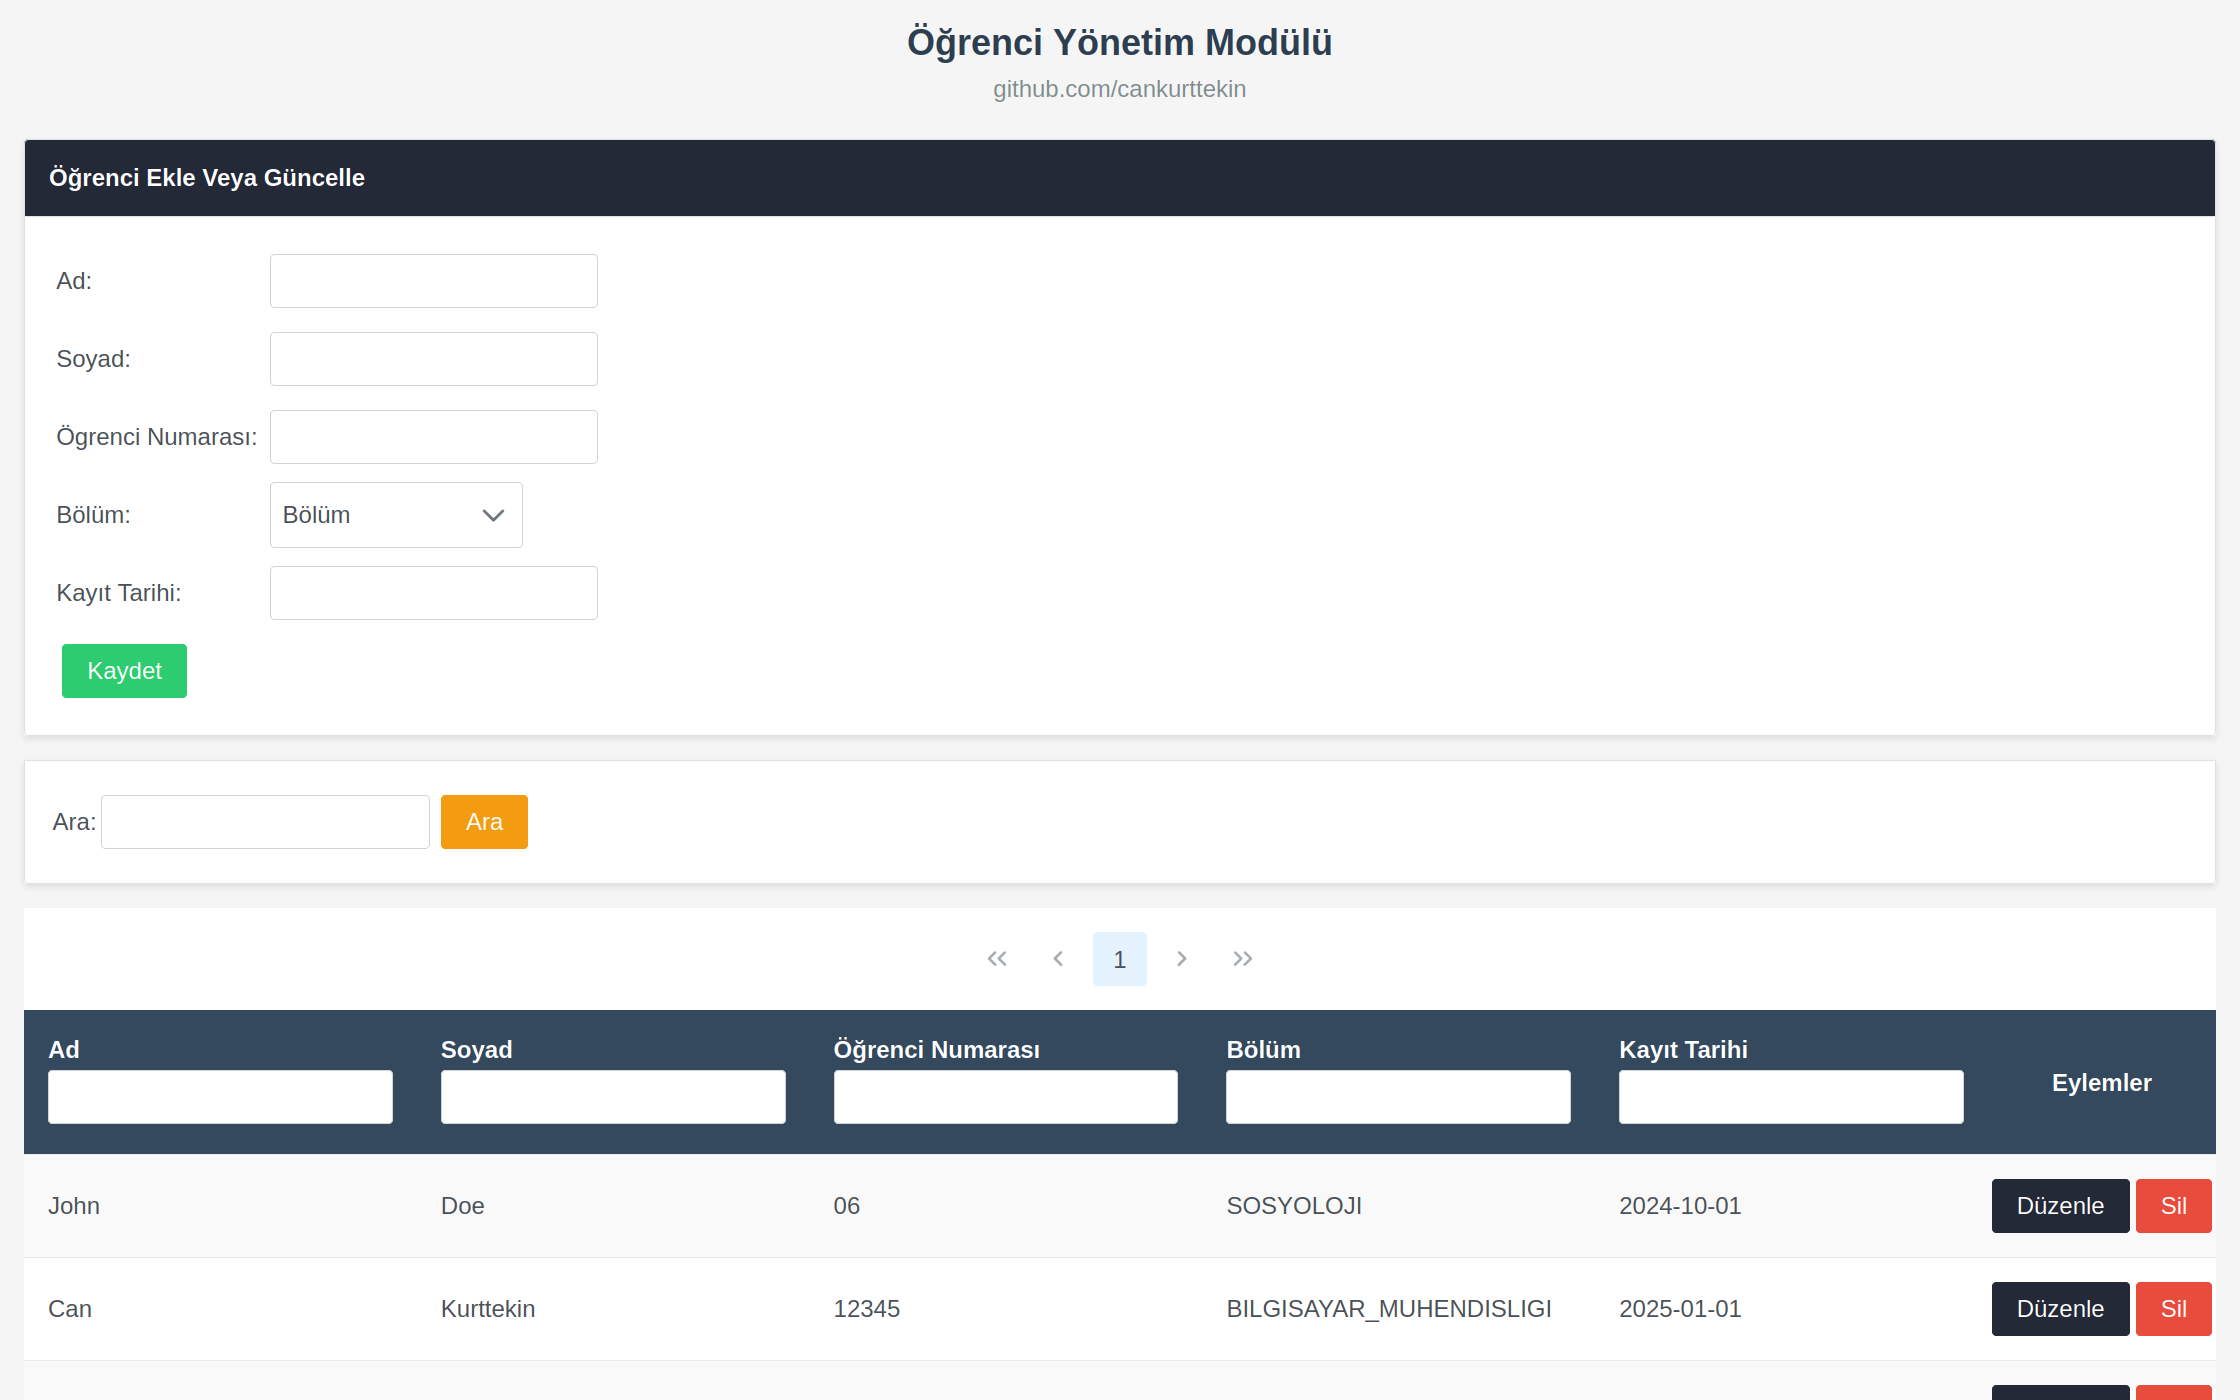 Öğrenci Yönetim Modülü
github.com/cankurttekin
Öğrenci Ekle Veya Güncelle
Ad:
Soyad:
Ögrenci Numarası:
Bölüm: Bölüm
Kayıt Tarihi:
Kaydet
Ara: Ara
1
Ad Soyad Öğrenci Numarası Bölüm Kayıt Tarihi Eylemler
John Doe 06 SOSYOLOJI 2024-10-01 Düzenle Sil
Can Kurttekin 12345 BILGISAYAR_MUHENDISLIGI 2025-01-01 Düzenle Sil